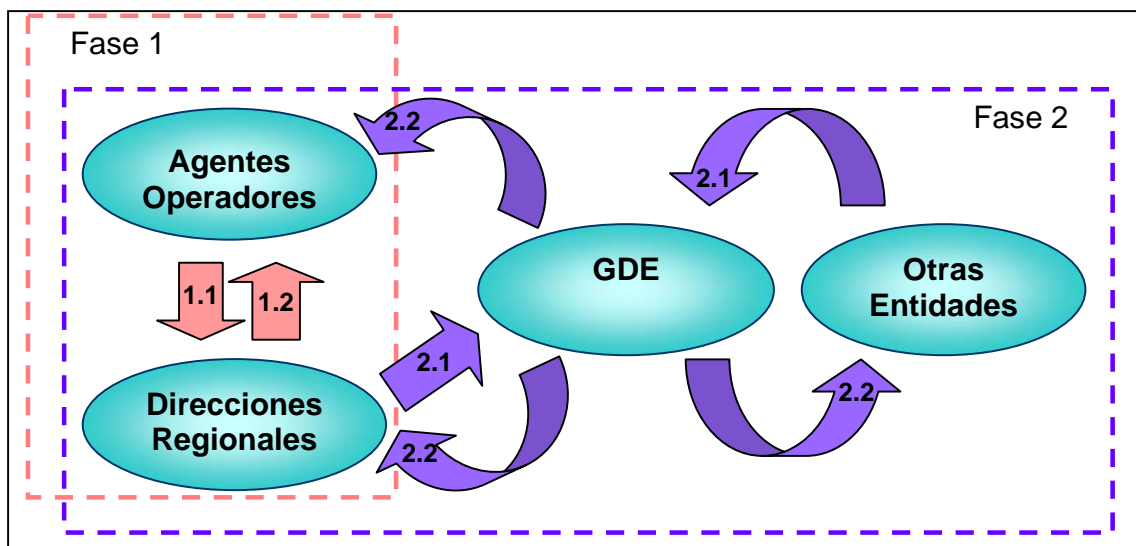 Fase 1
Fase 2
2.2
2.1
Agentes
Operadores
GDE
Otras
Entidades
1.1
1.2
2.1
2.2
Direcciones
Regionales
2.2